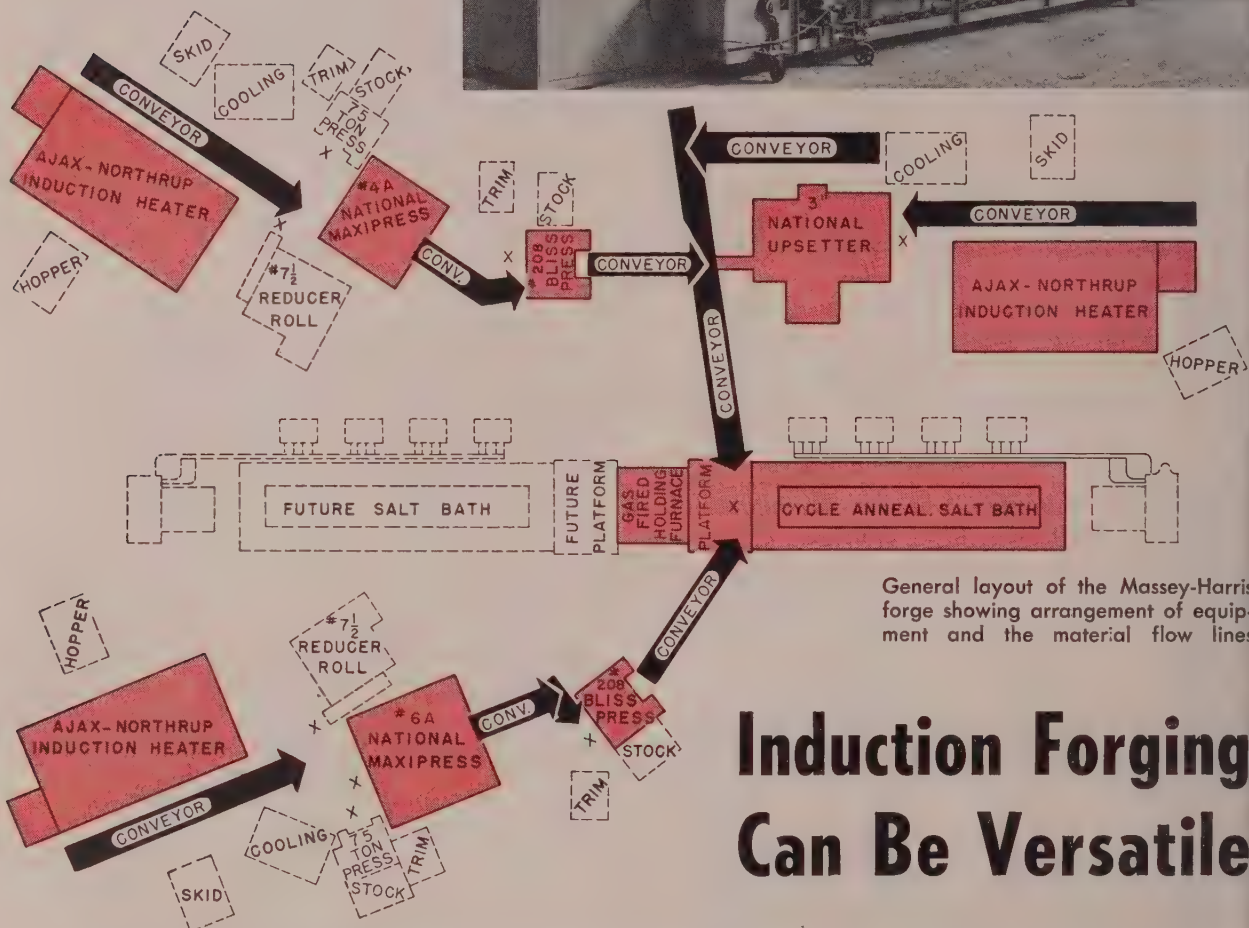 SKID
COOLING
TRIM
STOCK
75
TON
PRESS
CONVEYOR
AJAX-NORTHRUP
INDUCTION HEATER
HOPPER
x
#7½
REDUCER
ROLL
#4A
NATIONAL
MAXIPRESS
CONV.
TRIM
STOCK
x
#208
BLISS
PRESS
CONVEYOR
CONVEYOR
COOLING
SKID
3"
NATIONAL
UPSETTER
x
CONVEYOR
AJAX-NORTHRUP
INDUCTION HEATER
HOPPER
CONVEYOR
FUTURE SALT BATH
FUTURE
PLATFORM
GAS
FIRED
HOLDING
FURNACE
PLATFORM
X
CYCLE ANNEAL. SALT BATH
General layout of the Massey-Harris
forge showing arrangement of equip-
ment and the material flow lines
HOPPER
#7½
REDUCER
ROLL
AJAX-NORTHRUP
INDUCTION HEATER
x
CONVEYOR
SKID
COOLING
#6A
NATIONAL
MAXIPRESS
x
x
75
TON
PRESS
STOCK
TRIM
CONV.
#
208
BLISS
PRESS
x
STOCK
TRIM
CONVEYOR
Induction Forging
Can Be Versatile